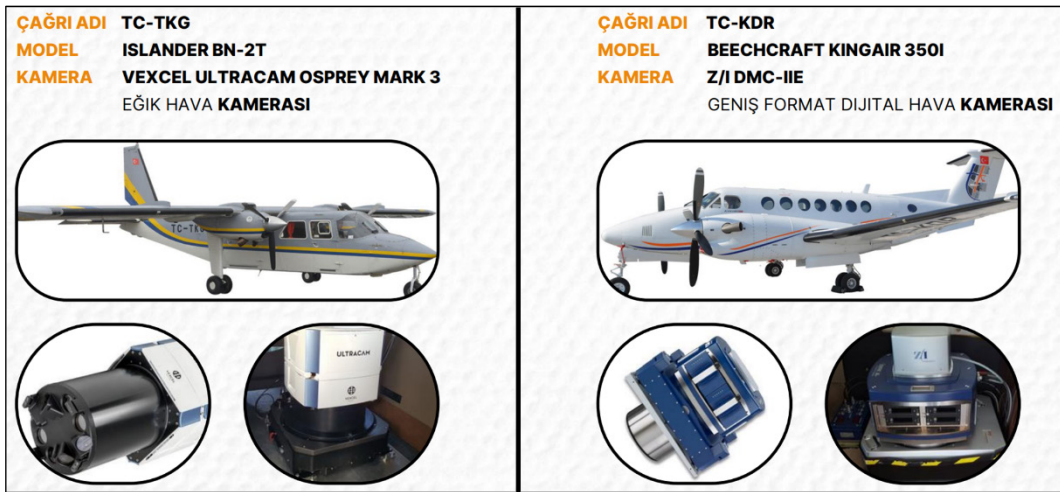 ÇAĞRI ADI TC-TKG
MODEL ISLANDER BN-2T
KAMERA VEXCEL ULTRACAM OSPREY MARK 3
EĞIK HAVA KAMERASI
TC-TKG
ULTRACAM
ÇAĞRI ADI TC-KDR
MODEL BEECHCRAFT KINGAIR 350I
KAMERA Z/I DMC-IIE
GENIŞ FORMAT DIJITAL HAVA KAMERASI
Z/I